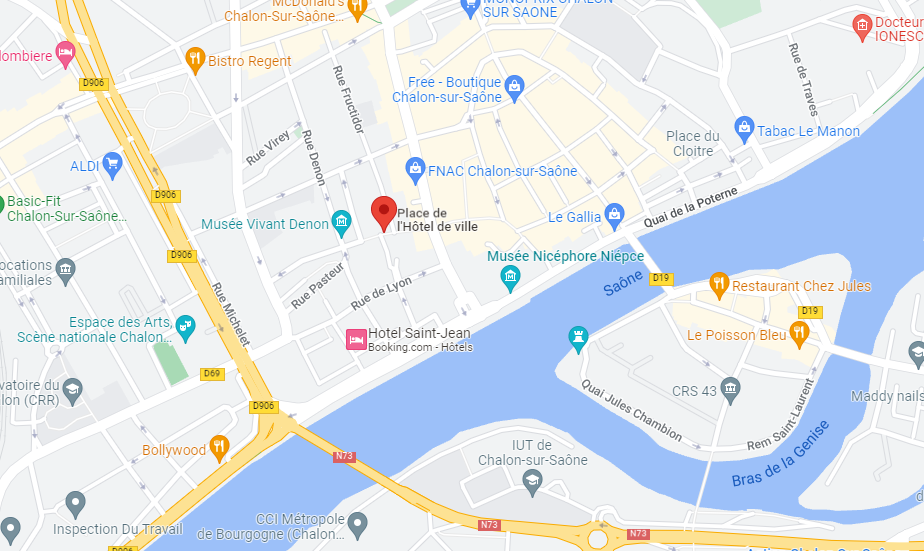 McDonald's
Chalon-Sur-Saône...
MONOPRIX CHALON
SUR SAONE
Docteur
IONESC
lombiere
Bistro Regent
D906
Rue Fructidor
Free - Boutique
Chalon-sur-Saône
Rue de Traves
Rue Virey
Rue Denon
Place du
Cloitre
Tabac Le Manon
ALDI
FNAC Chalon-sur-Saône
D906
Basic-Fit
Chalon-Sur-Saône...
Musée Vivant Denon
Place de
l'Hôtel de ville
Le Gallia
Quai de la Poterne
D906
Musée Nicéphore Niépce
ocations
amiliales
Rue Pasteur
Rue de Lyon
Saône
D19
Restaurant Chez Jules
Rue Michelet
D19
Espace des Arts,
Scène nationale Chalon...
Hotel Saint-Jean
Booking.com - Hôtels
Le Poisson Bleu
D69
vatoire du
lon (CRR)
Quai Jules Chambion
CRS 43
Rem Saint-Laurent
Maddy nails
D906
Bras de la Genise
Bollywood
N73
IUT de
Chalon-sur-Saône
Inspection Du Travail
CCI Métropole
de Bourgogne (Chalon...
N73
N73
D906